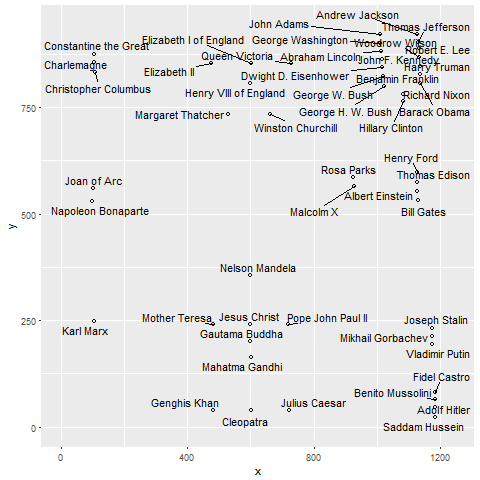 Andrew Jackson
John Adams
Thomas Jefferson
Elizabeth I of England
George Washington
Woodrow Wilson
Constantine the Great
Robert E. Lee
Queen Victoria
Abraham Lincoln
John F. Kennedy
Charlemagne
Elizabeth II
Harry Truman
Dwight D. Eisenhower
Benjamin Franklin
Christopher Columbus
Henry VIII of England
George W. Bush
Richard Nixon
750
Margaret Thatcher
George H. W. Bush
Barack Obama
Winston Churchill
Hillary Clinton
Henry Ford
Rosa Parks
Thomas Edison
Joan of Arc
Albert Einstein
Napoleon Bonaparte
Malcolm X
Bill Gates
500
y
Nelson Mandela
Mother Teresa
Jesus Christ
Pope John Paul II
Joseph Stalin
250
Karl Marx
Gautama Buddha
Mikhail Gorbachev
Mahatma Gandhi
Vladimir Putin
Fidel Castro
Benito Mussolini
Genghis Khan
Julius Caesar
Adolf Hitler
Cleopatra
Saddam Hussein
0
0
400
800
1200
x